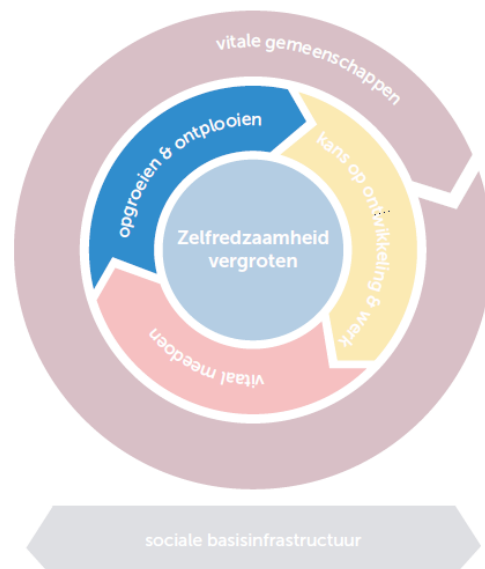 vitale gemeenschappen
opgroeien & ontplooien
kans op ontwikkeling & werk
Zelfredzaamheid
vergroten
vitaal meedoen
sociale basisinfrastructuur